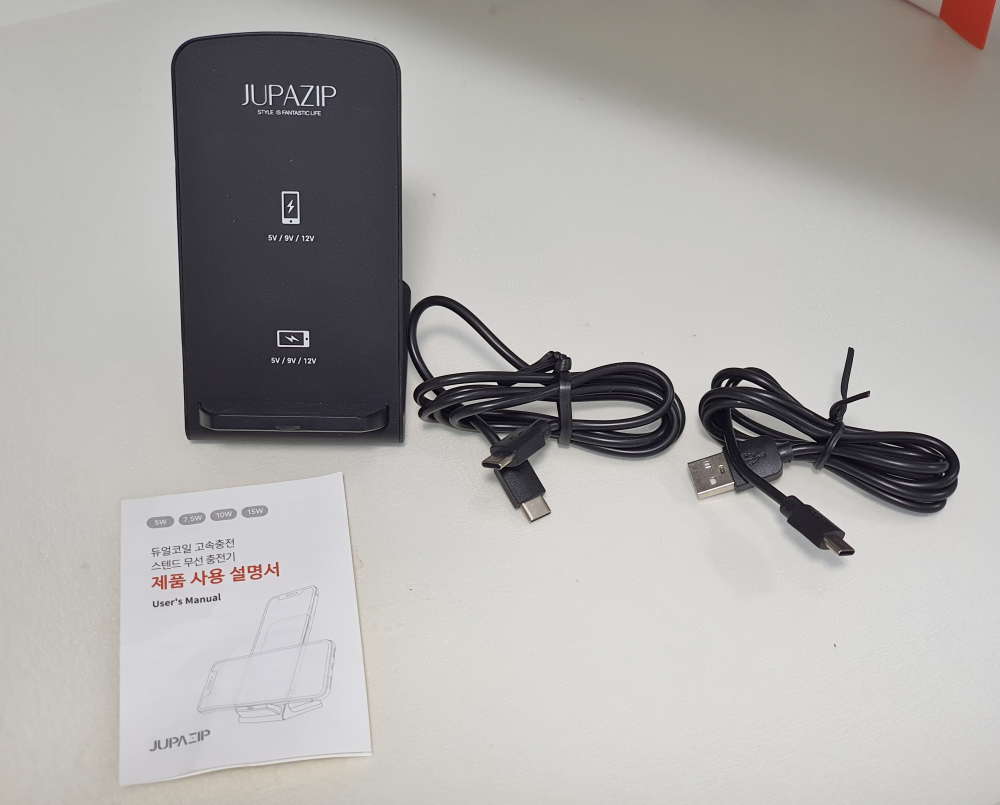 JUPAZIP
STYLE IS FANTASTIC LIFE
5V / 9V / 12V
5V / 9V / 12V
5W 7.5W 10W 15W
듀얼코일 고속충전
스텐드 무선 충전기
제품 사용 설명서
User's Manual
JUPAZIP